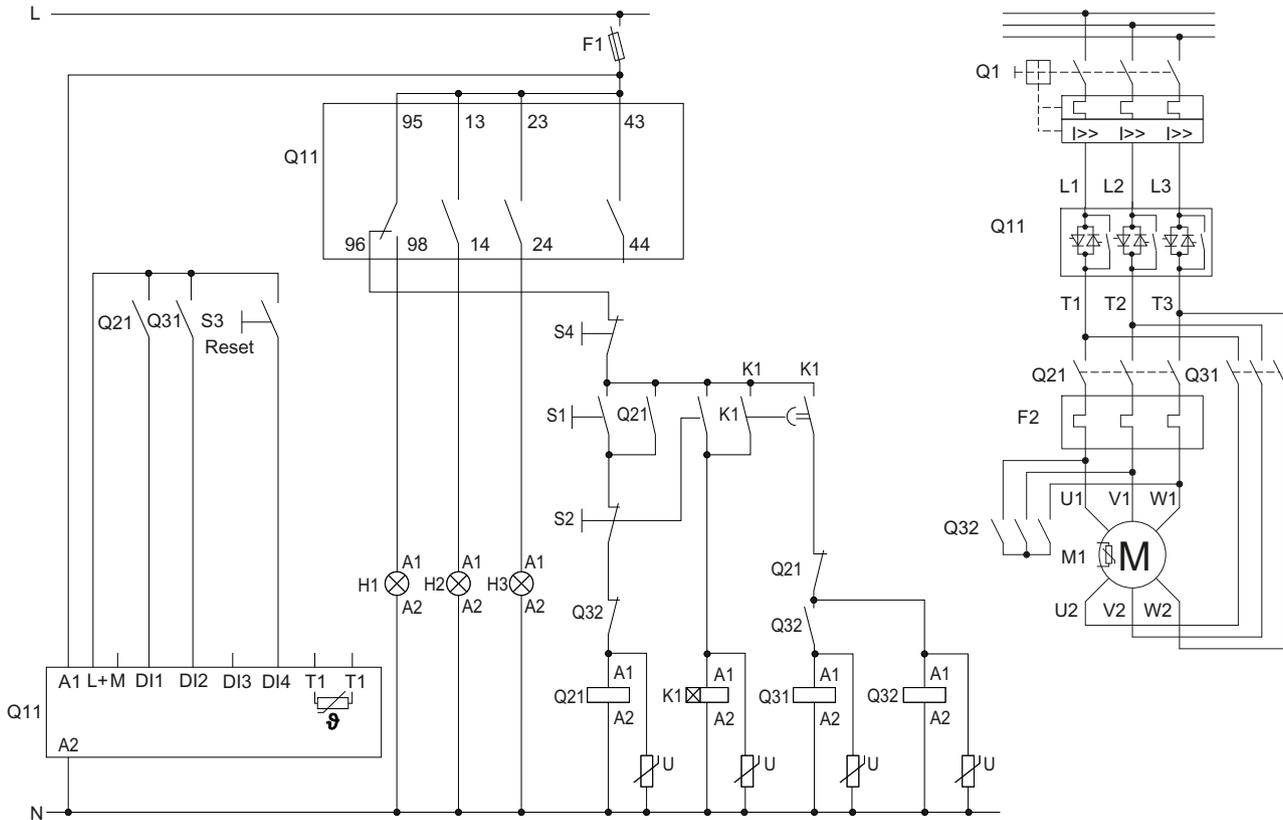 L
F1
Q1
I>> I>> I>>
95 13 23 43
Q11
L1 L2 L3
Q11
96 98 14 24 44
T1 T2 T3
Q21 Q31 S3
Reset
S4
K1 K1
Q21 Q31
S1 Q21 K1
F2
U1 V1 W1
S2
Q32
M1 M
A1 A1 A1
H1 H2 H3
A2 A2 A2
Q21
Q32 Q32
U2 V2 W2
A1 L+ M DI1 DI2 DI3 DI4 T1 T1
A1 A1 A1 A1
Q21 K1 Q31 Q32
Q11
ϑ
A2 A2 A2 A2
A2
U U U U
N